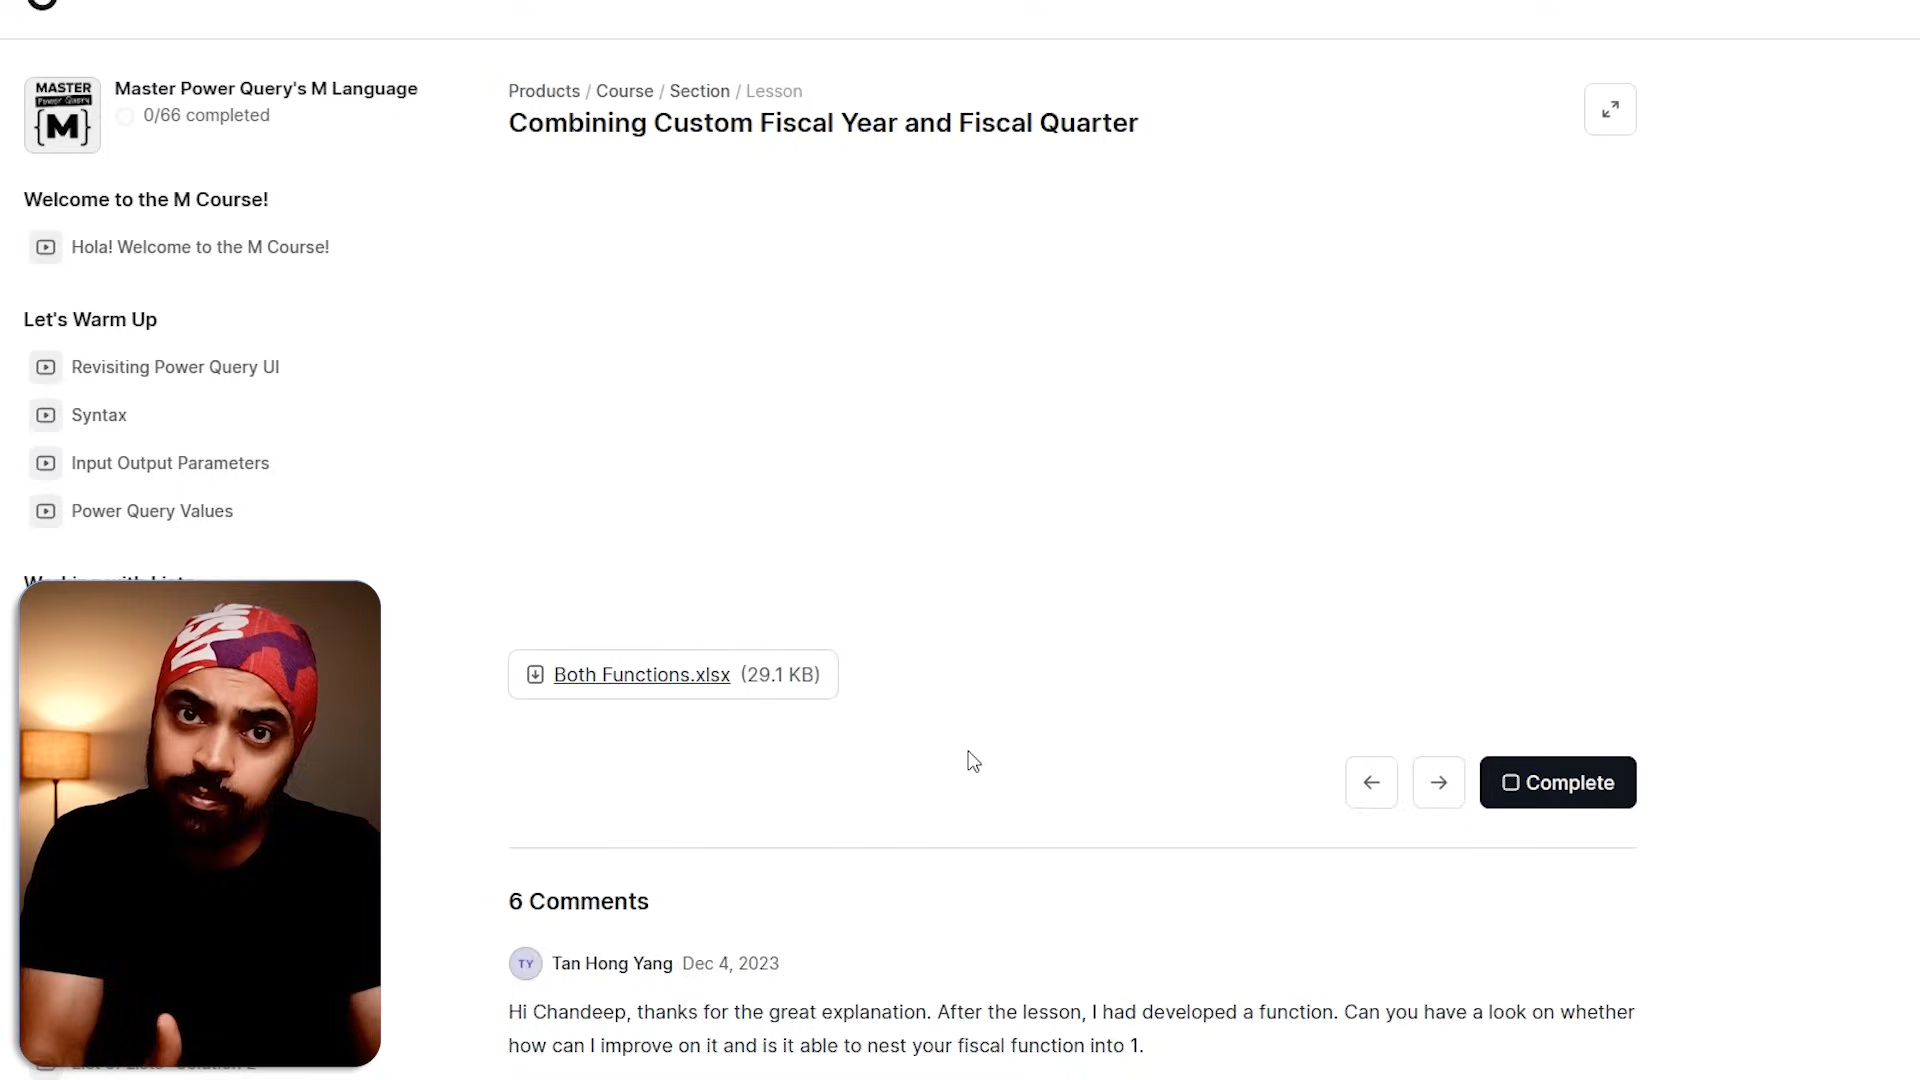 MASTER
Power Query
{M}
Master Power Query's M Language
0/66 completed
Products / Course / Section / Lesson
Combining Custom Fiscal Year and Fiscal Quarter
Welcome to the M Course!
Hola! Welcome to the M Course!
Let's Warm Up
Revisiting Power Query UI
Syntax
Input Output Parameters
Power Query Values
Both Functions.xlsx (29.1 KB)
Complete
6 Comments
TY
Tan Hong Yang Dec 4, 2023
Hi Chandeep, thanks for the great explanation. After the lesson, I had developed a function. Can you have a look on whether
how can I improve on it and is it able to nest your fiscal function into 1.